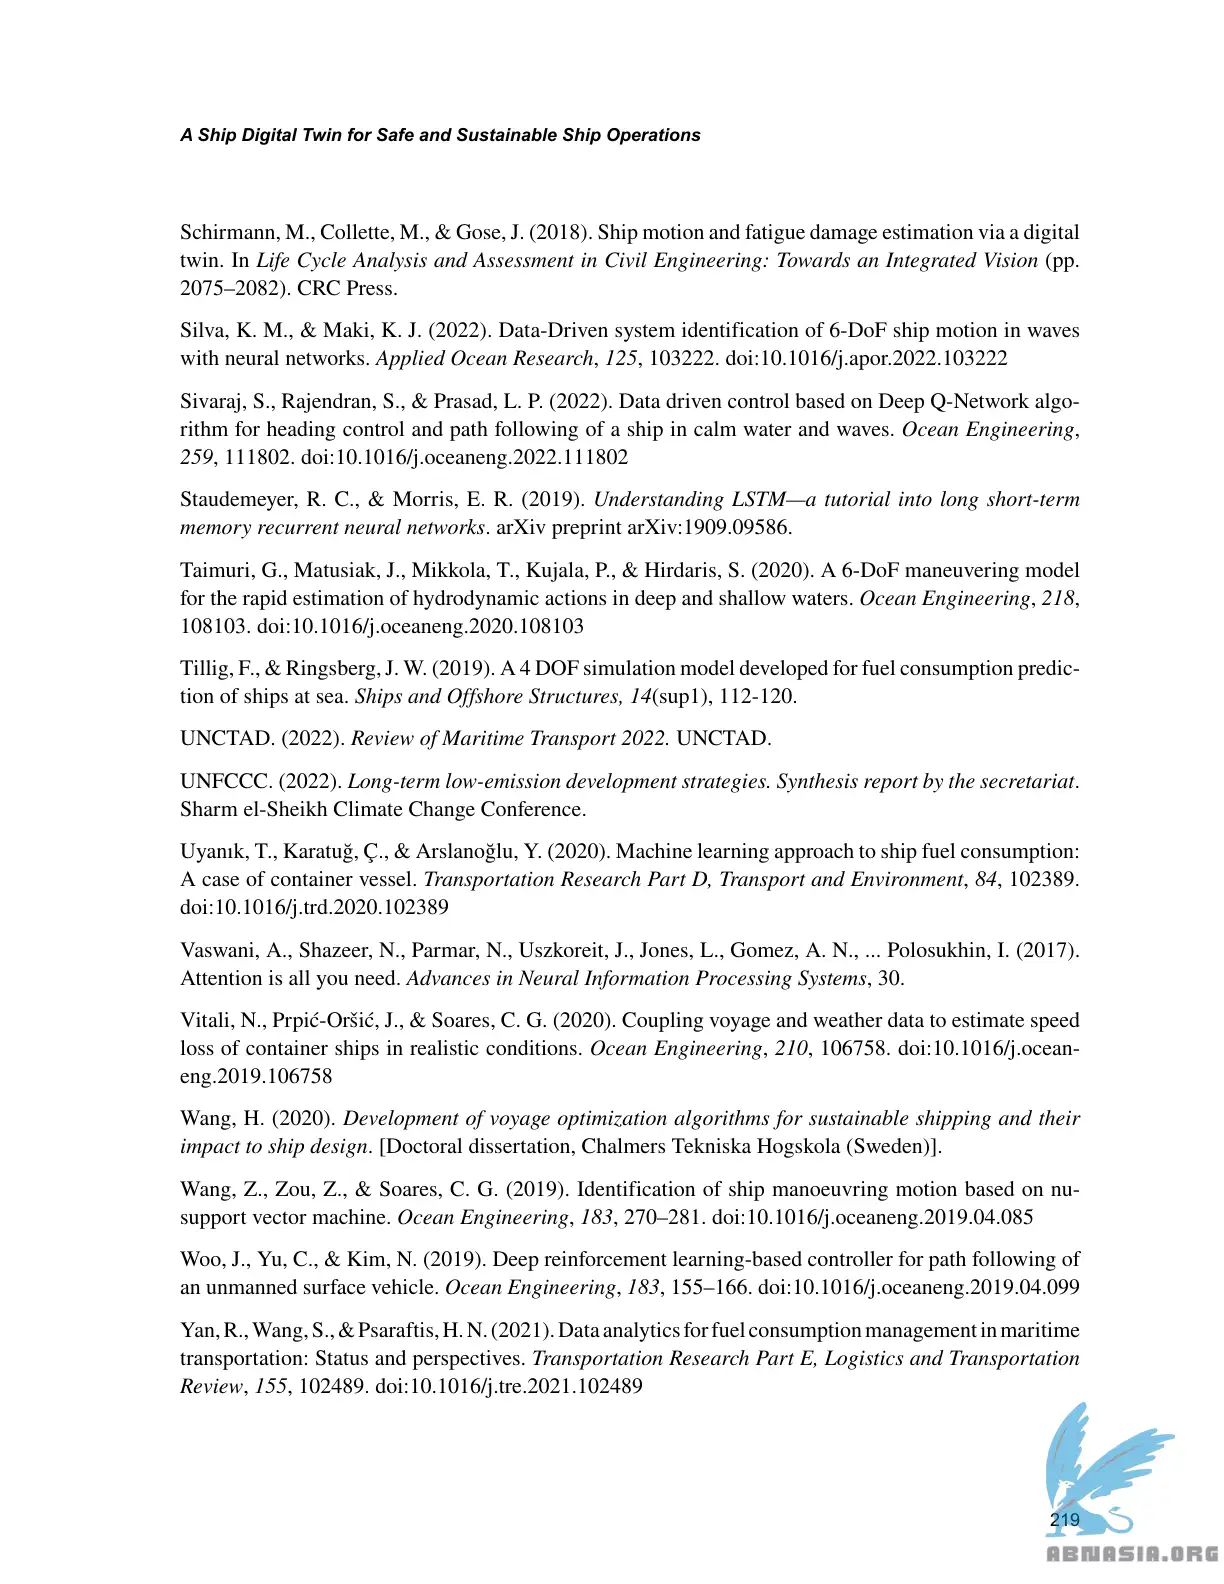 A Ship Digital Twin for Safe and Sustainable Ship Operations
Schirmann, M., Collette, M., & Gose, J. (2018). Ship motion and fatigue damage estimation via a digital
twin. In Life Cycle Analysis and Assessment in Civil Engineering: Towards an Integrated Vision (pp.
2075–2082). CRC Press.
Silva, K. M., & Maki, K. J. (2022). Data-Driven system identification of 6-DoF ship motion in waves
with neural networks. Applied Ocean Research, 125, 103222. doi:10.1016/j.apor.2022.103222
Sivaraj, S., Rajendran, S., & Prasad, L. P. (2022). Data driven control based on Deep Q-Network algo-
rithm for heading control and path following of a ship in calm water and waves. Ocean Engineering,
259, 111802. doi:10.1016/j.oceaneng.2022.111802
Staudemeyer, R. C., & Morris, E. R. (2019). Understanding LSTM—a tutorial into long short-term
memory recurrent neural networks. arXiv preprint arXiv:1909.09586.
Taimuri, G., Matusiak, J., Mikkola, T., Kujala, P., & Hirdaris, S. (2020). A 6-DoF maneuvering model
for the rapid estimation of hydrodynamic actions in deep and shallow waters. Ocean Engineering, 218,
108103. doi:10.1016/j.oceaneng.2020.108103
Tillig, F., & Ringsberg, J. W. (2019). A 4 DOF simulation model developed for fuel consumption predic-
tion of ships at sea. Ships and Offshore Structures, 14(sup1), 112-120.
UNCTAD. (2022). Review of Maritime Transport 2022. UNCTAD.
UNFCCC. (2022). Long-term low-emission development strategies. Synthesis report by the secretariat.
Sharm el-Sheikh Climate Change Conference.
Uyanık, T., Karatuğ, Ç., & Arslanoğlu, Y. (2020). Machine learning approach to ship fuel consumption:
A case of container vessel. Transportation Research Part D, Transport and Environment, 84, 102389.
doi:10.1016/j.trd.2020.102389
Vaswani, A., Shazeer, N., Parmar, N., Uszkoreit, J., Jones, L., Gomez, A. N., ... Polosukhin, I. (2017).
Attention is all you need. Advances in Neural Information Processing Systems, 30.
Vitali, N., Prpić-Oršić, J., & Soares, C. G. (2020). Coupling voyage and weather data to estimate speed
loss of container ships in realistic conditions. Ocean Engineering, 210, 106758. doi:10.1016/j.ocean-
eng.2019.106758
Wang, H. (2020). Development of voyage optimization algorithms for sustainable shipping and their
impact to ship design. [Doctoral dissertation, Chalmers Tekniska Hogskola (Sweden)].
Wang, Z., Zou, Z., & Soares, C. G. (2019). Identification of ship manoeuvring motion based on nu-
support vector machine. Ocean Engineering, 183, 270–281. doi:10.1016/j.oceaneng.2019.04.085
Woo, J., Yu, C., & Kim, N. (2019). Deep reinforcement learning-based controller for path following of
an unmanned surface vehicle. Ocean Engineering, 183, 155–166. doi:10.1016/j.oceaneng.2019.04.099
Yan, R., Wang, S., & Psaraftis, H. N. (2021). Data analytics for fuel consumption management in maritime
transportation: Status and perspectives. Transportation Research Part E, Logistics and Transportation
Review, 155, 102489. doi:10.1016/j.tre.2021.102489
219
ABNASIA.ORG